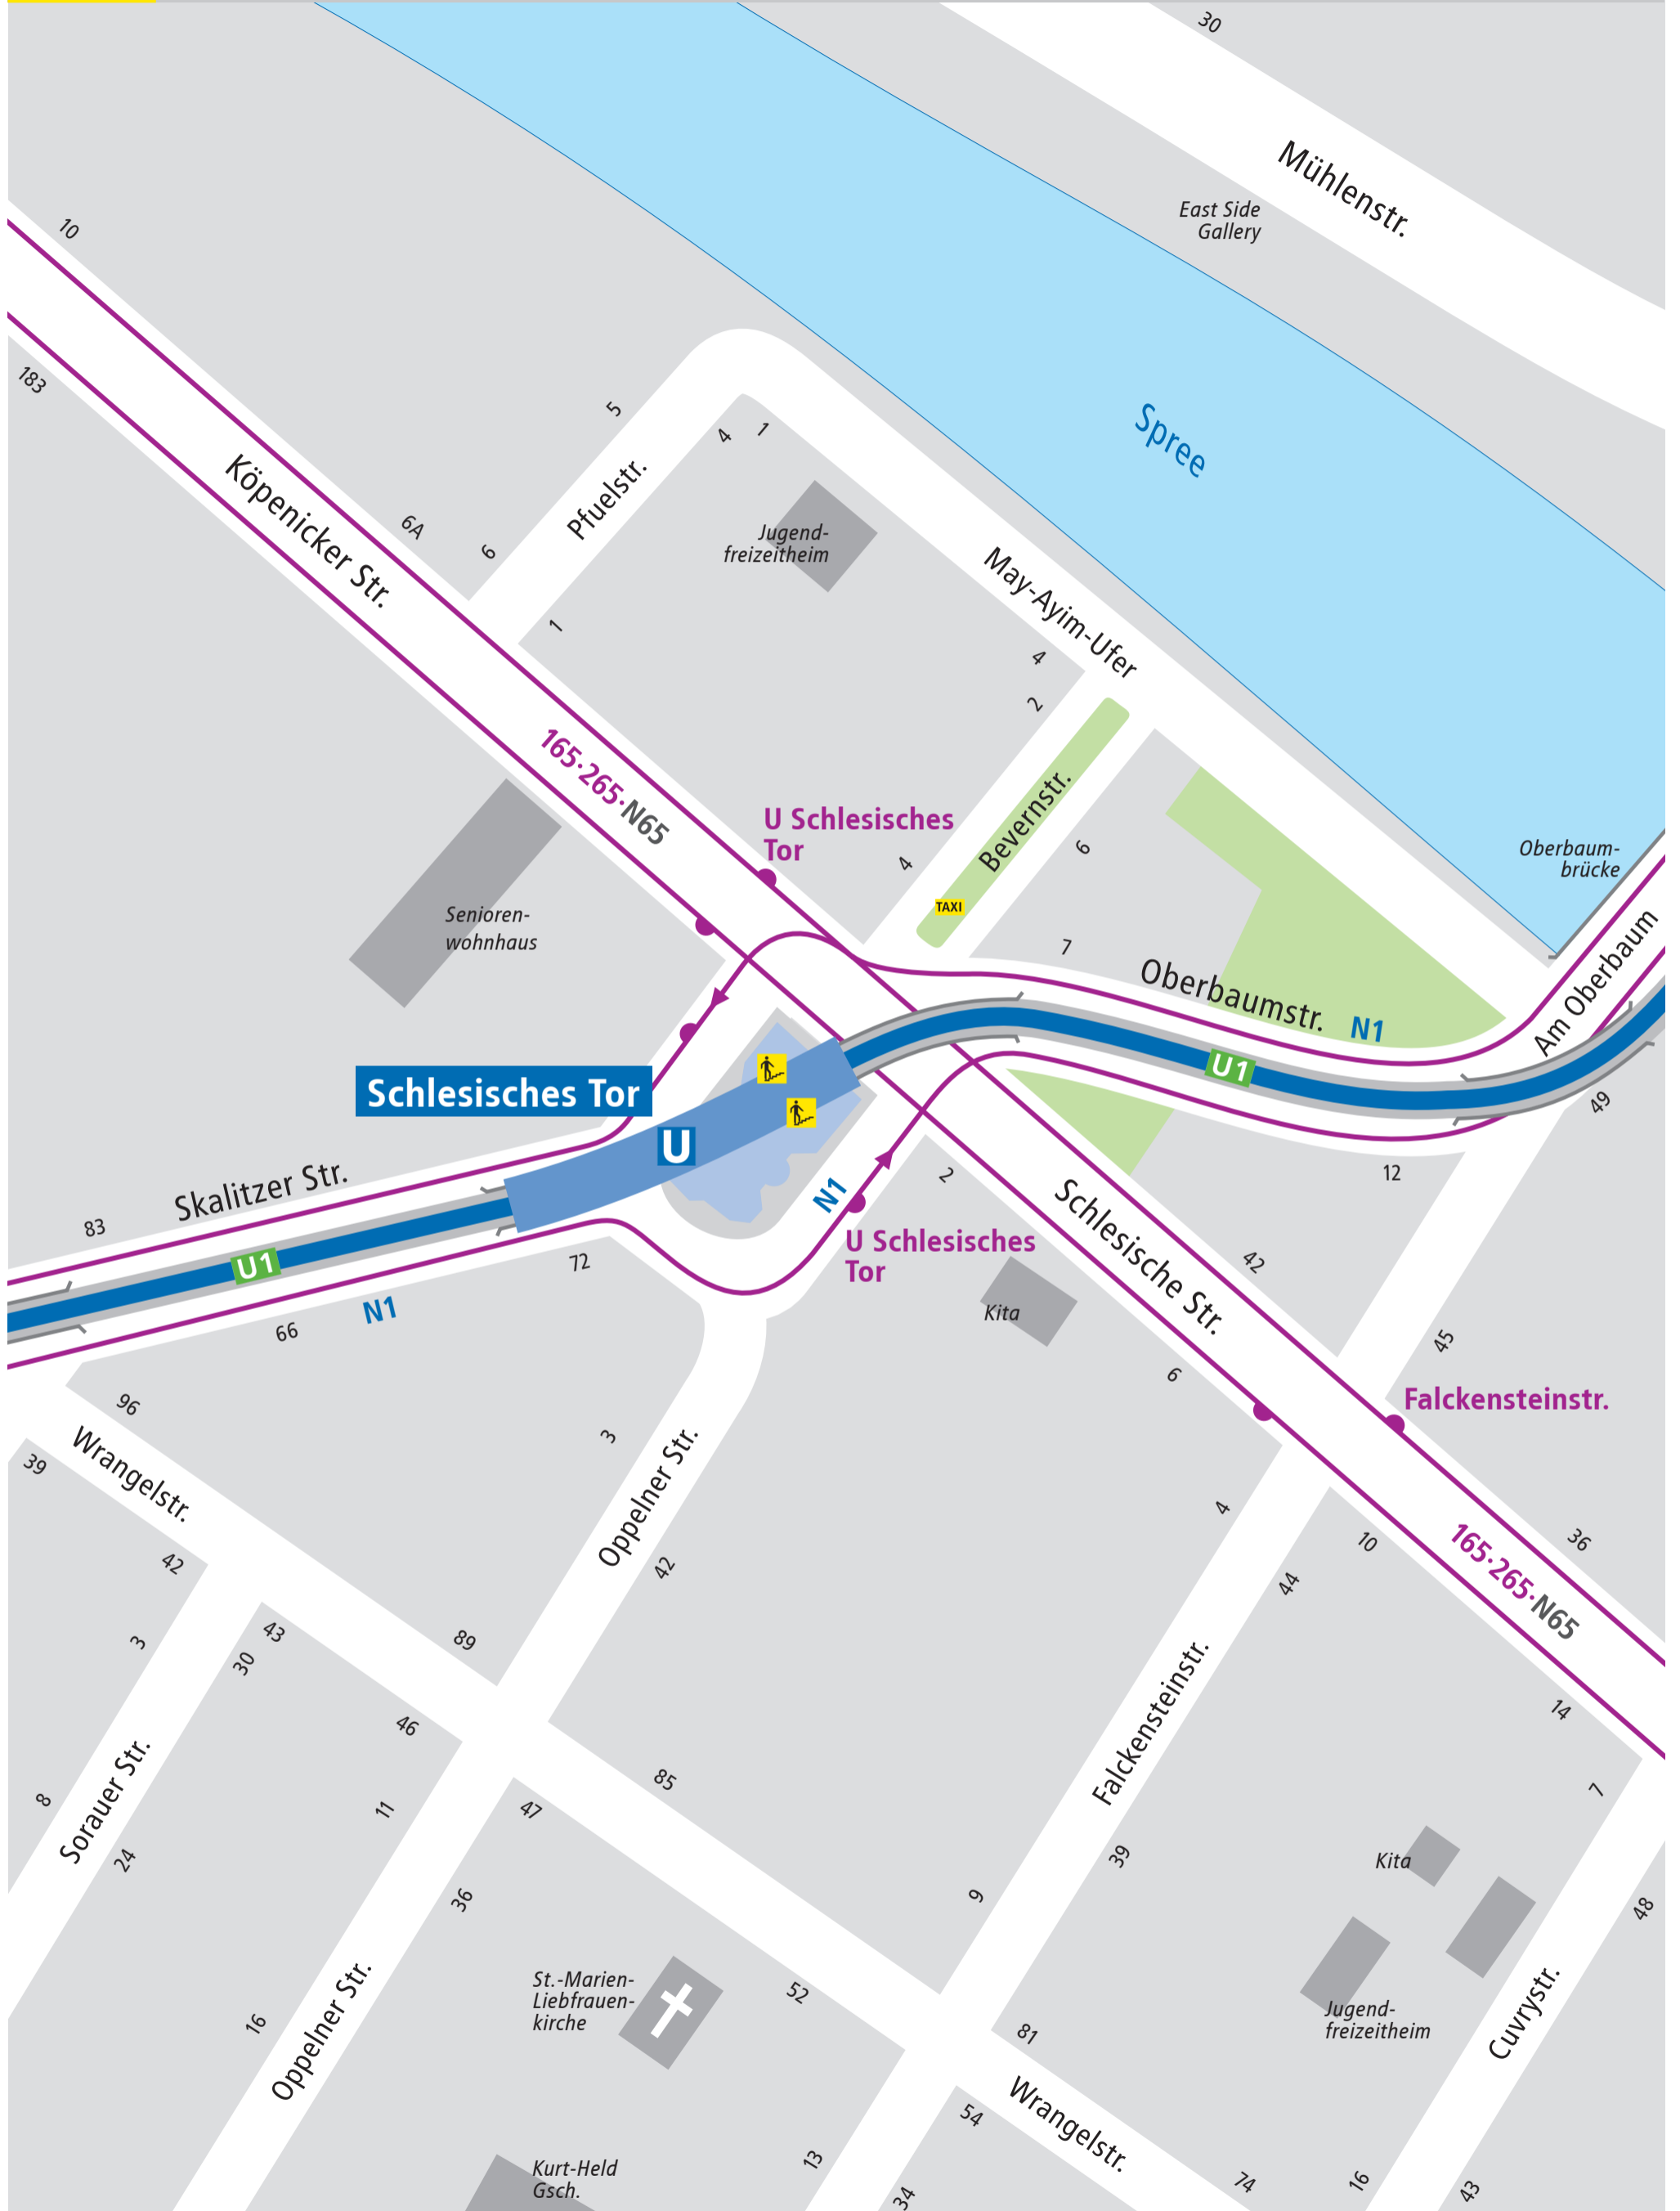 30
Mühlenstr.
East Side
Gallery
10
183
Spree
5
4
1
Pfuelstr.
Köpenicker Str.
6A
6
Jugend-
freizeitheim
1
May-Ayim-Ufer
4
2
165·265·N65
U Schlesisches
Tor
Bevernstr.
4
6
TAXI
Oberbaum-
brücke
Senioren-
wohnhaus
7
Oberbaumstr.
N1
Am Oberbaum
U1
49
Schlesisches Tor
U
12
2
Skalitzer Str.
83
N1
Schlesische Str.
U1
72
U Schlesisches
Tor
42
N1
66
Kita
45
6
Falckensteinstr.
96
Wrangelstr.
39
3
Oppelner Str.
4
10
165·265·N65
36
42
42
44
3
43
30
89
Falckensteinstr.
46
14
85
7
Sorauer Str.
8
11
47
24
39
Kita
36
9
48
St.-Marien-
Liebfrauen-
kirche
52
Jugend-
freizeitheim
Cuvrystr.
16
Oppelner Str.
81
Wrangelstr.
54
Kurt-Held
Gsch.
13
34
74
16
43